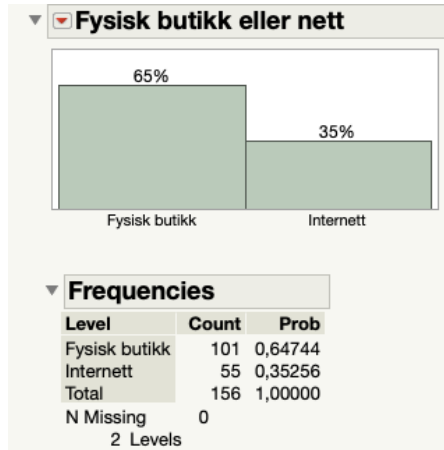 Fysisk butikk eller nett
65%
35%
Fysisk butikk Internett
Frequencies
Level Count Prob
Fysisk butikk 101 0,64744
Internett 55 0,35256
Total 156 1,00000
N Missing 0
2 Levels